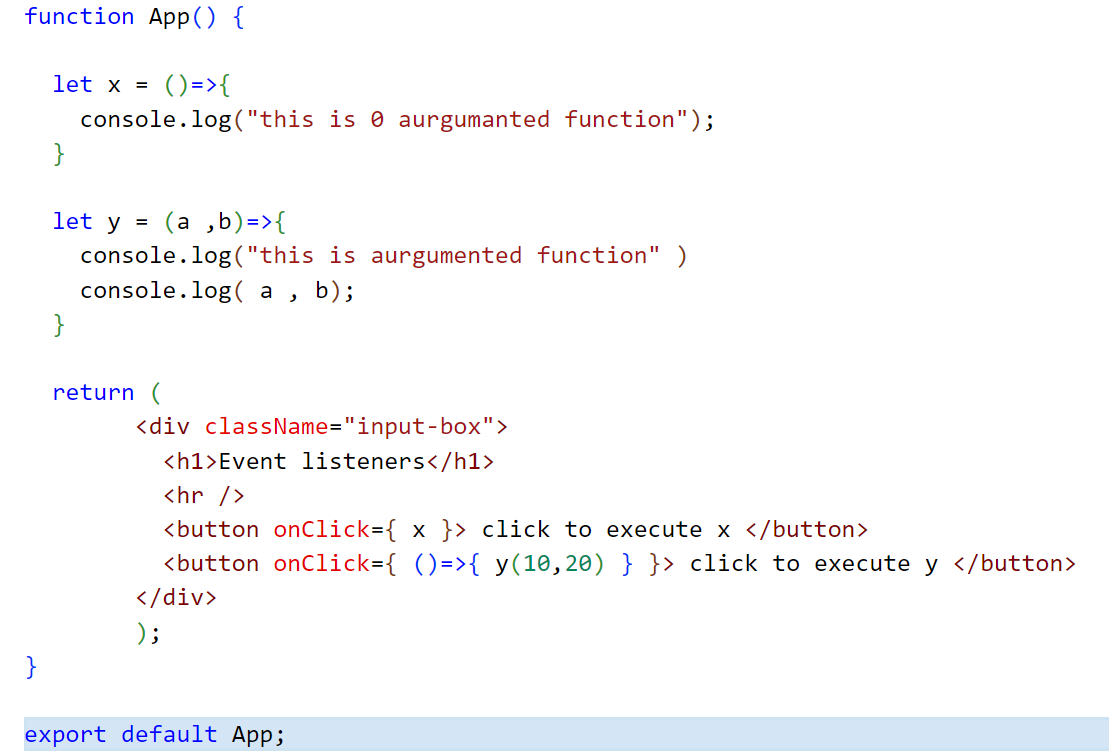 function App() {
let x = ()=>{
console.log("this is 0 aurgumanted function");
}
let y = (a ,b)=>{
console.log("this is aurgumented function" )
console.log( a , b);
}
return (
<div className="input-box">
<h1>Event listeners</h1>
<hr />
<button onClick={ x }> click to execute x </button>
<button onClick={ ()=>{ y(10,20) } }> click to execute y </button>
</div>
);
}
export default App;